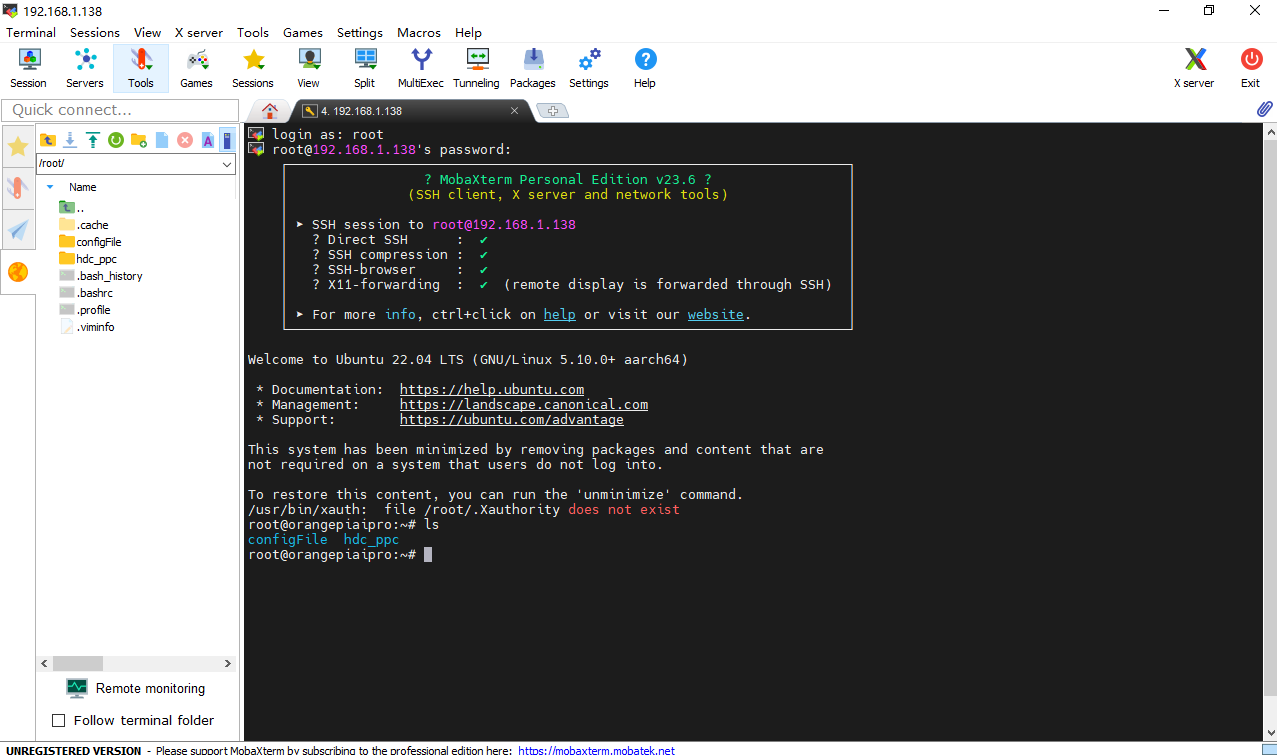 192.168.1.138
Terminal Sessions View X server Tools Games Settings Macros Help
Session Servers Tools Games Sessions View Split MultiExec Tunneling Packages Settings Help X server Exit
Quick connect...
4. 192.168.1.138
/root/
Name
..
.cache
configFile
hdc_ppc
.bash_history
.bashrc
.profile
.viminfo
Remote monitoring
Follow terminal folder
login as: root
root@192.168.1.138's password:
? MobaXterm Personal Edition v23.6 ?
(SSH client, X server and network tools)
➤ SSH session to root@192.168.1.138
? Direct SSH : ✔
? SSH compression : ✔
? SSH-browser : ✔
? X11-forwarding : ✔ (remote display is forwarded through SSH)
➤ For more info, ctrl+click on help or visit our website.
Welcome to Ubuntu 22.04 LTS (GNU/Linux 5.10.0+ aarch64)
* Documentation: https://help.ubuntu.com
* Management: https://landscape.canonical.com
* Support: https://ubuntu.com/advantage
This system has been minimized by removing packages and content that are
not required on a system that users do not log into.
To restore this content, you can run the 'unminimize' command.
/usr/bin/xauth: file /root/.Xauthority does not exist
root@orangepiaipro:~# ls
configFile hdc_ppc
root@orangepiaipro:~#
UNREGISTERED VERSION - Please support MobaXterm by subscribing to the professional edition here: https://mobaxterm.mobatek.net